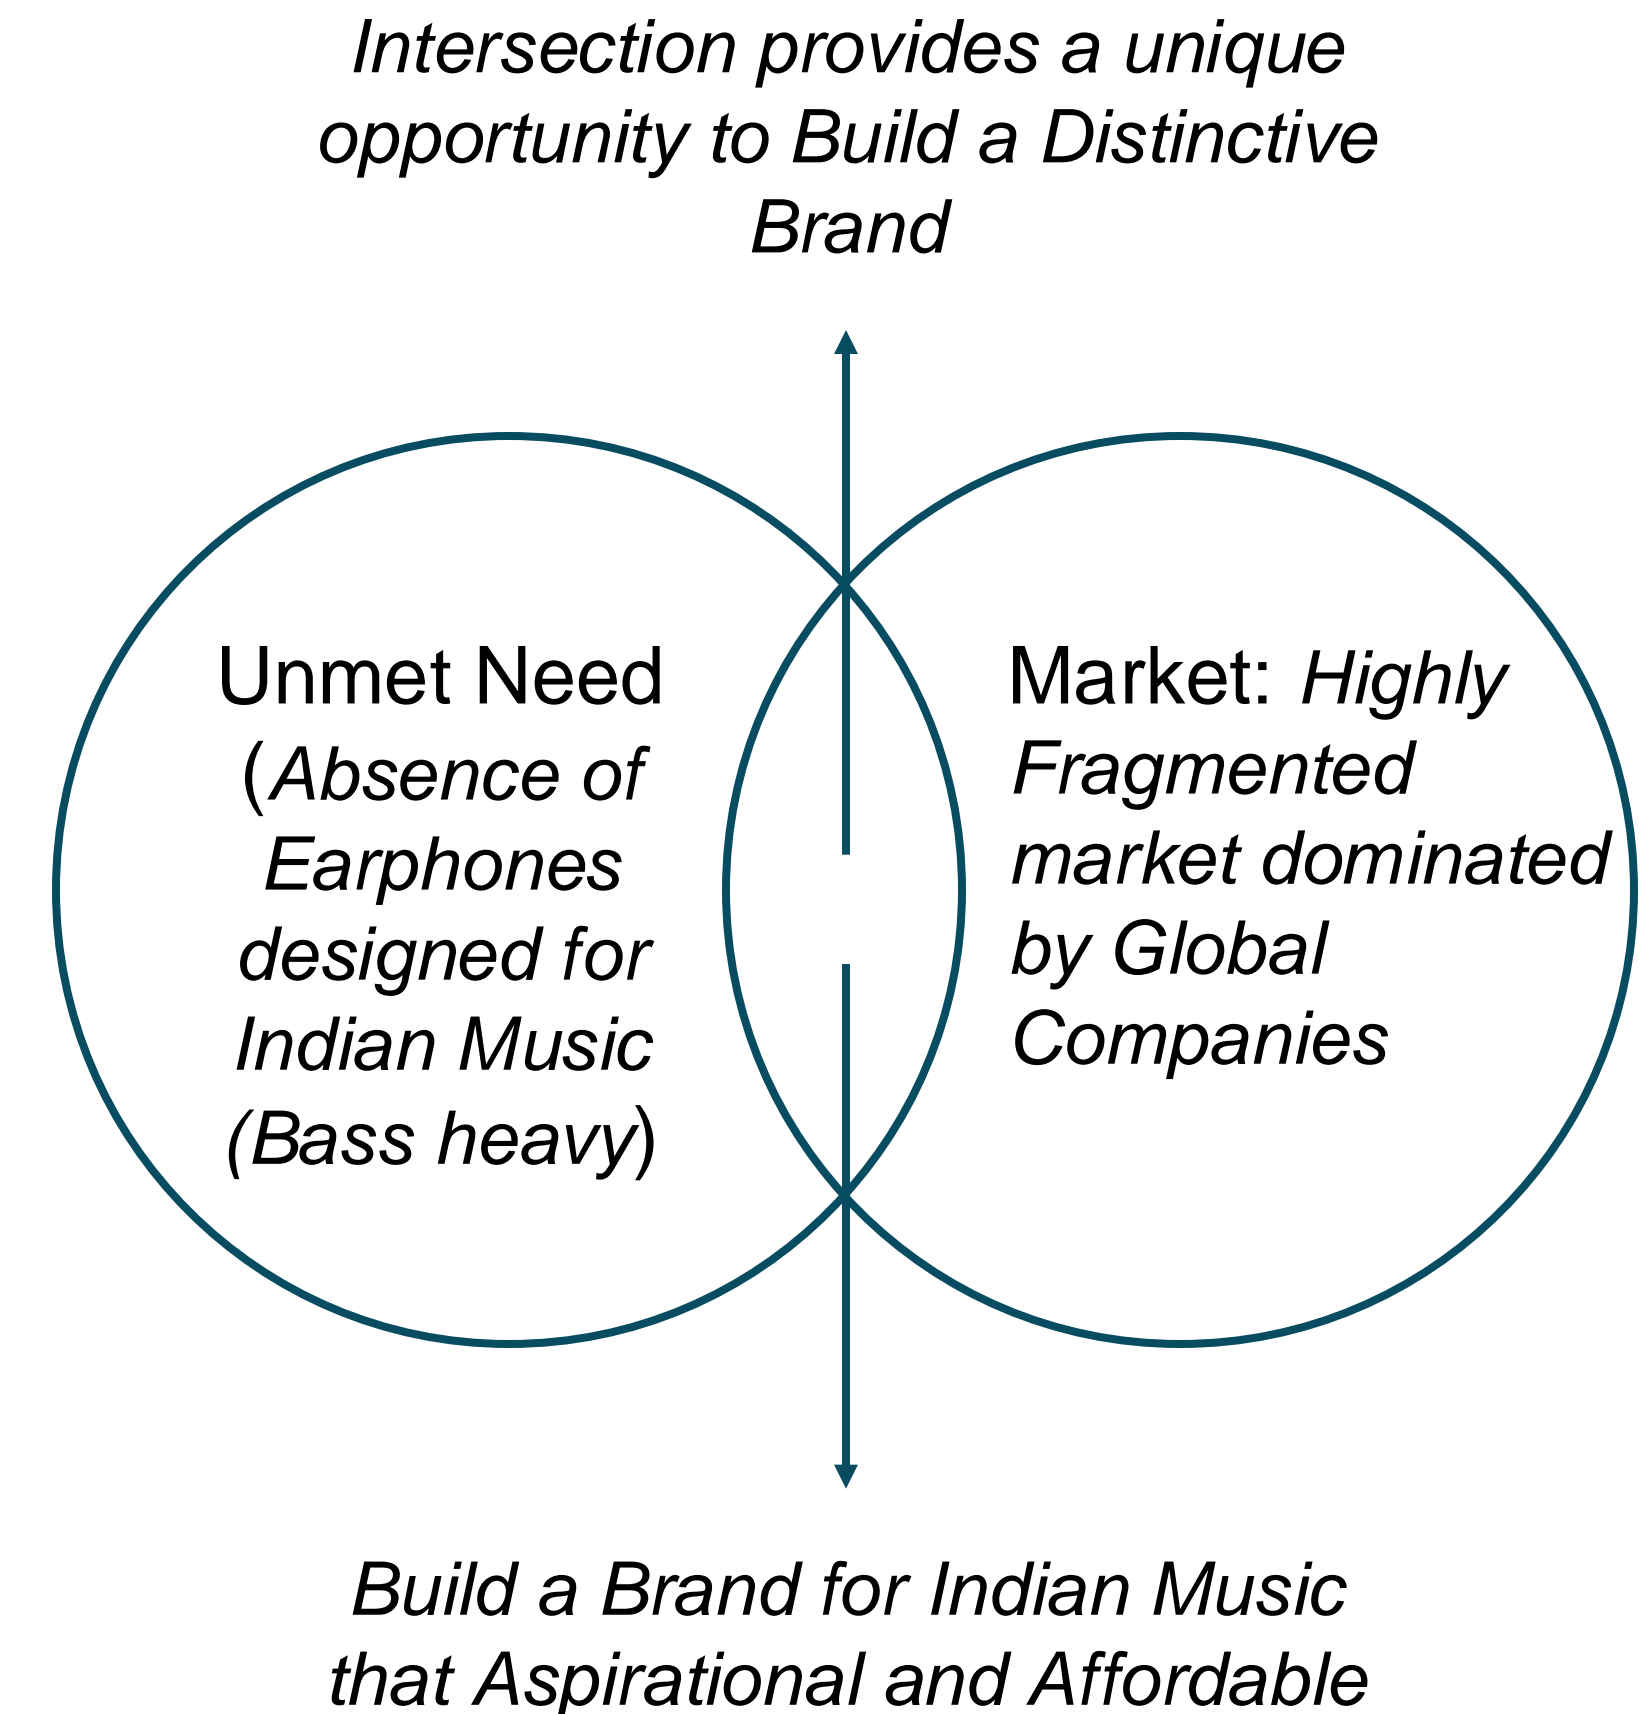 Intersection provides a unique
opportunity to Build a Distinctive
Brand
Unmet Need
(Absence of
Earphones
designed for
Indian Music
(Bass heavy)
Market: Highly
Fragmented
market dominated
by Global
Companies
Build a Brand for Indian Music
that Aspirational and Affordable